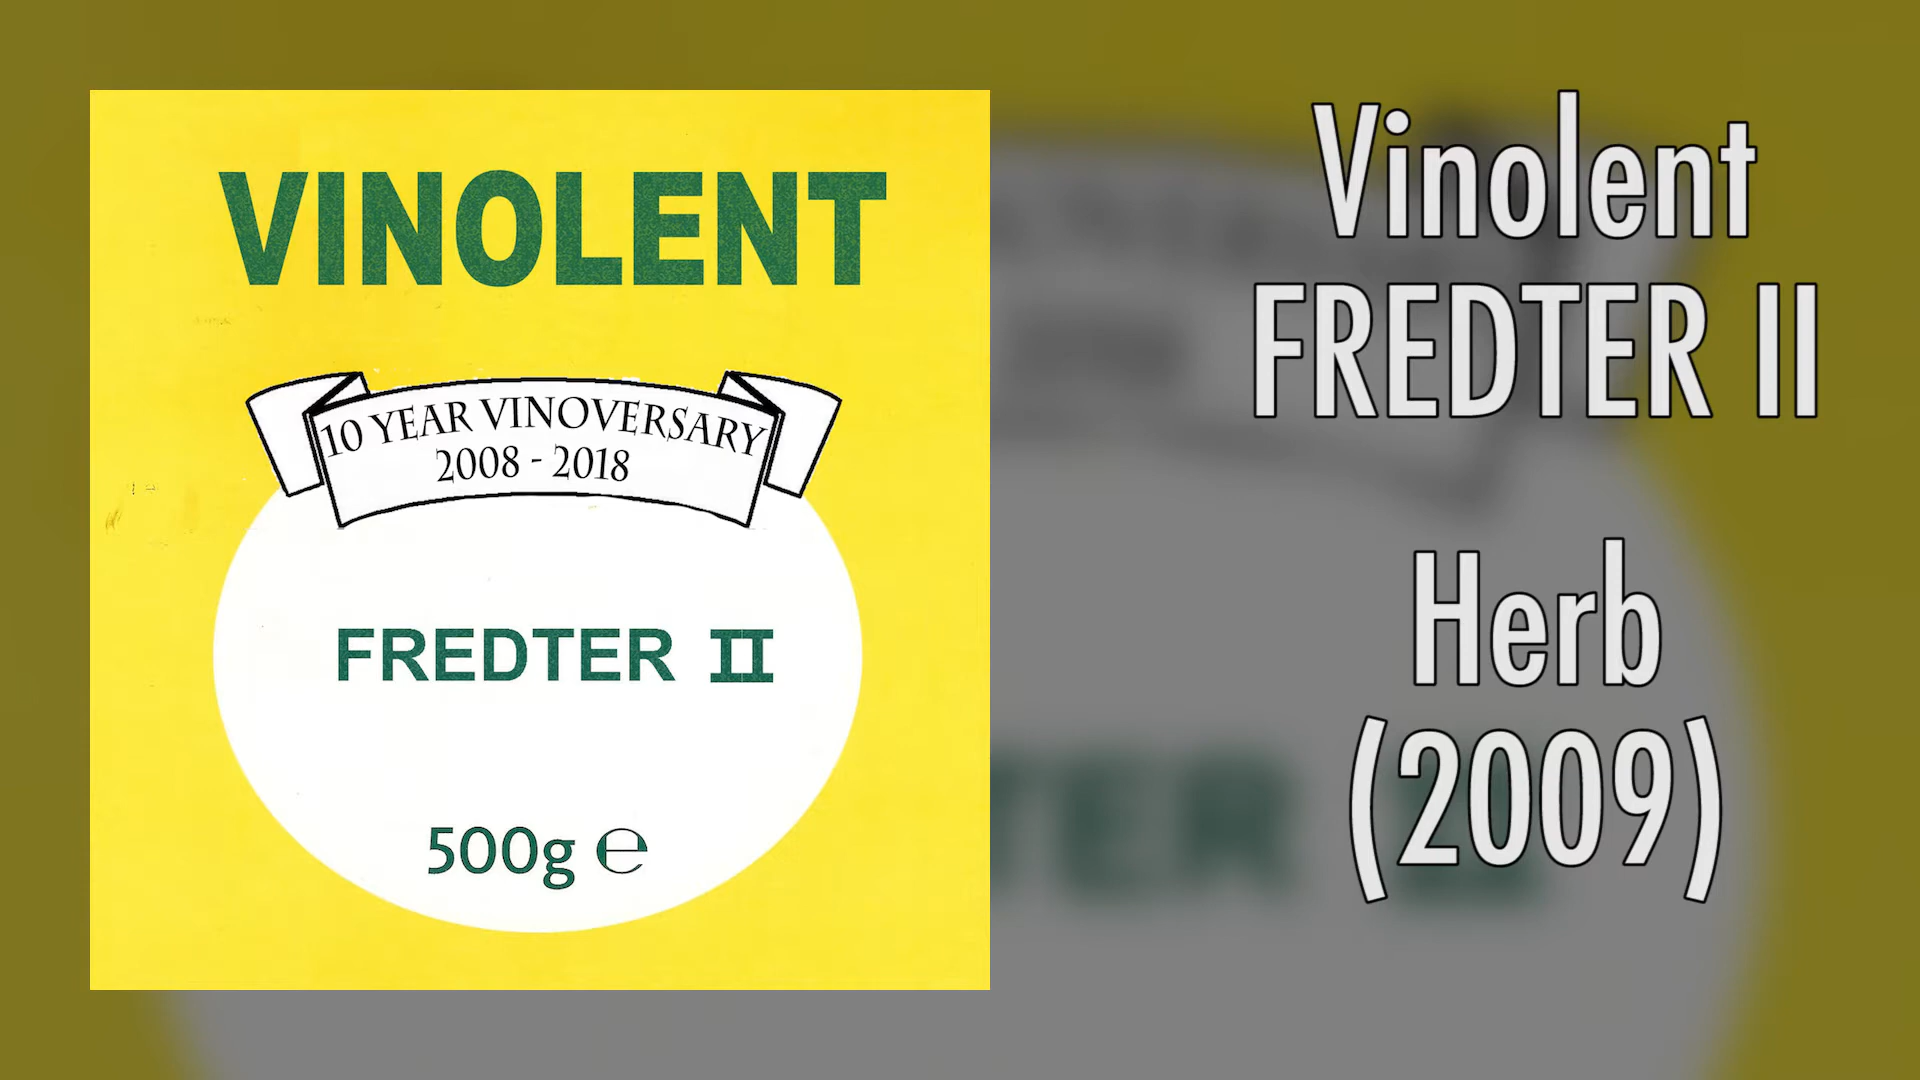 VINOLENT
10 YEAR VINOVERSARY
2008 - 2018
FREDTER II
500g ℮
Vinolent
FREDTER II
Herb
(2009)